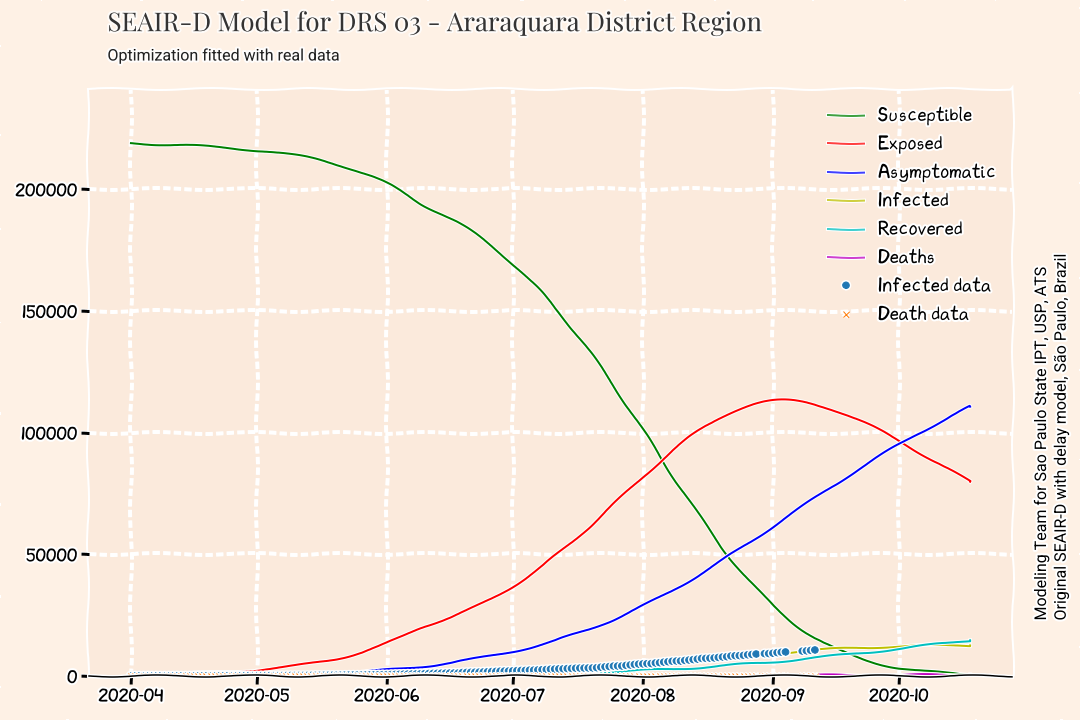 SEAIR-D Model for DRS 03 - Araraquara District Region
Optimization fitted with real data
Susceptible
Exposed
Asymptomatic
Infected
Recovered
Deaths
Infected data
Death data
200000
150000
100000
50000
0
2020-04 2020-05 2020-06 2020-07 2020-08 2020-09 2020-10
Modeling Team for Sao Paulo State IPT, USP, ATS
Original SEAIR-D with delay model, São Paulo, Brazil